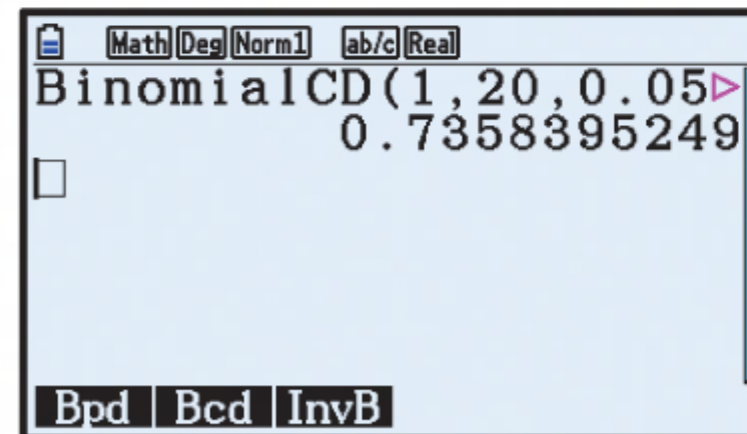 Math Deg Norm1 ab/c Real
BinomialCD(1,20,0.05▷
0.7358395249
Bpd Bcd InvB